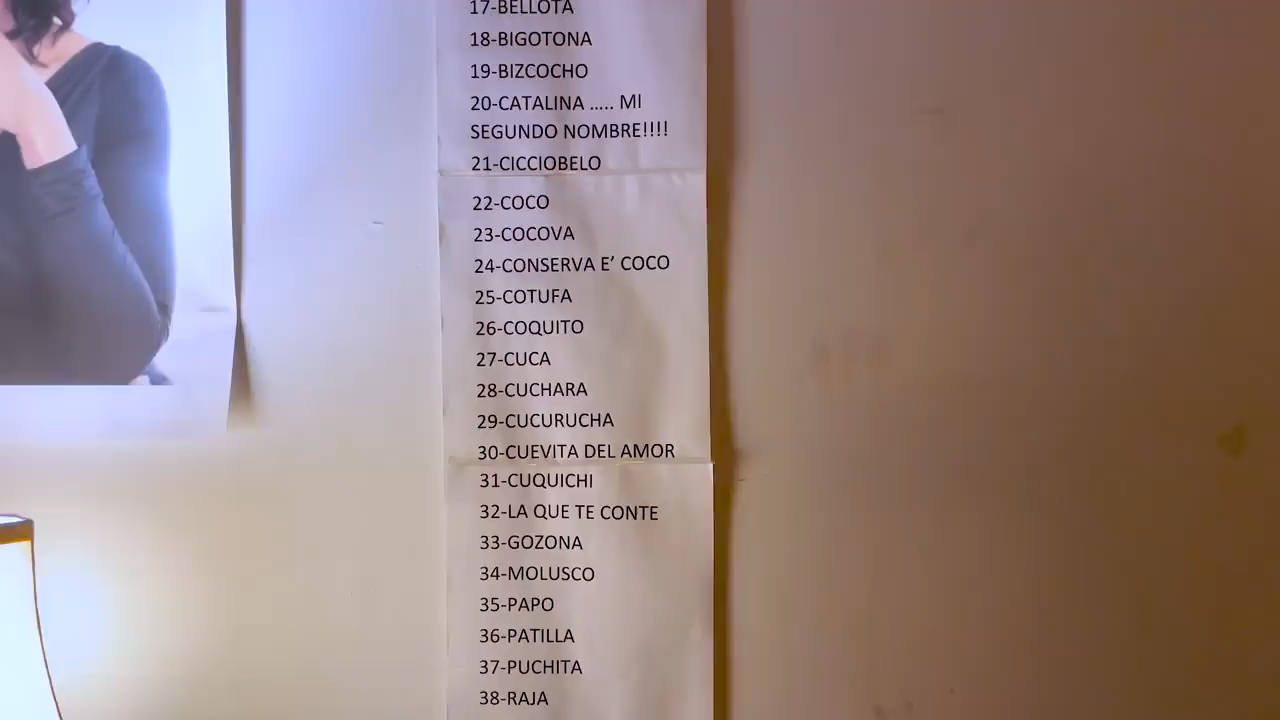 17-BELLOTA
18-BIGOTONA
19-BIZCOCHO
20-CATALINA ..... MI
SEGUNDO NOMBRE!!!!
21-CICCIOBELO
22-COCO
23-COCOVA
24-CONSERVA E’ COCO
25-COTUFA
26-COQUITO
27-CUCA
28-CUCHARA
29-CUCURUCHA
30-CUEVITA DEL AMOR
31-CUQUICHI
32-LA QUE TE CONTE
33-GOZONA
34-MOLUSCO
35-PAPO
36-PATILLA
37-PUCHITA
38-RAJA